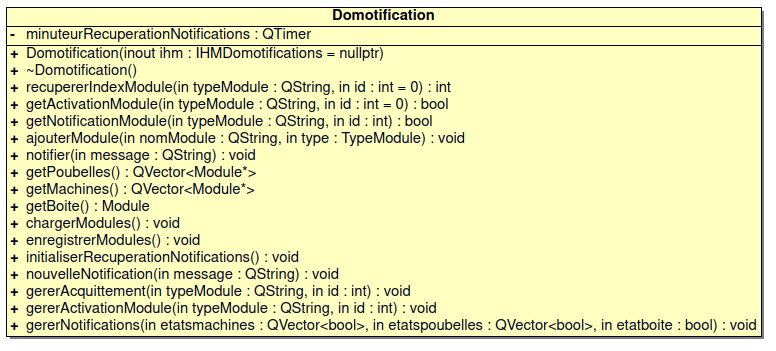 Domotification
- minuteurRecuperationNotifications : QTimer
+ Domotification(inout ihm : IHMDomotifications = nullptr)
+ ~Domotification()
+ recupererIndexModule(in typeModule : QString, in id : int = 0) : int
+ getActivationModule(in typeModule : QString, in id : int = 0) : bool
+ getNotificationModule(in typeModule : QString, in id : int) : bool
+ ajouterModule(in nomModule : QString, in type : TypeModule) : void
+ notifier(in message : QString) : void
+ getPoubelles() : QVector<Module*>
+ getMachines() : QVector<Module*>
+ getBoite() : Module
+ chargerModules() : void
+ enregistrerModules() : void
+ initialiserRecuperationNotifications() : void
+ nouvelleNotification(in message : QString) : void
+ gererAcquittement(in typeModule : QString, in id : int) : void
+ gererActivationModule(in typeModule : QString, in id : int) : void
+ gererNotifications(in etatsmachines : QVector<bool>, in etatspoubelles : QVector<bool>, in etatboite : bool) : void